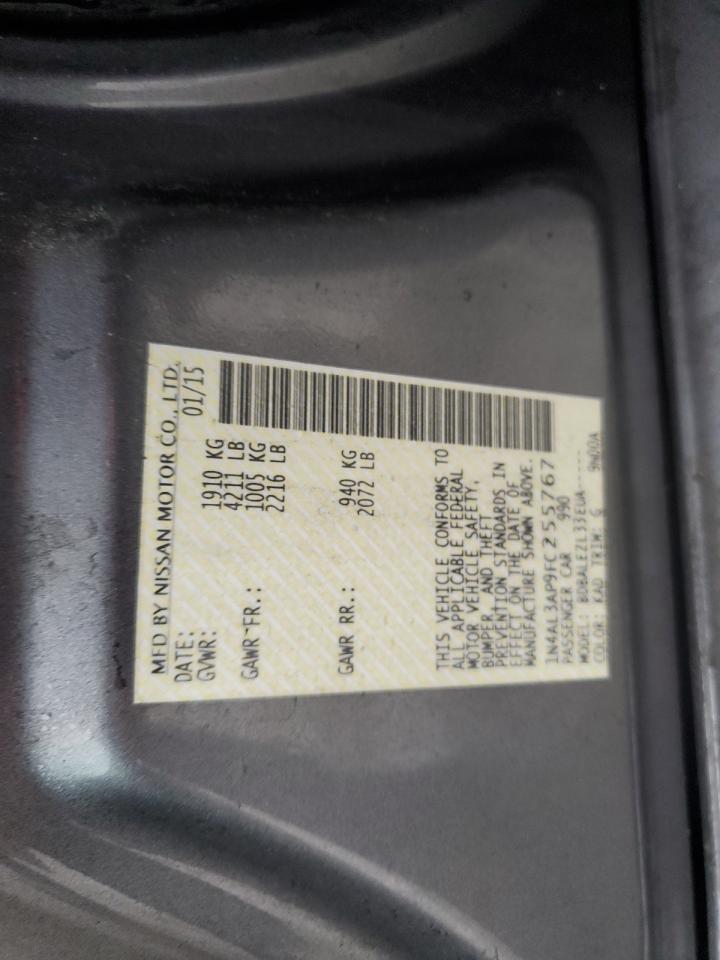 MFD BY NISSAN MOTOR CO., LTD.
DATE: 01/15
GVWR: 1910 KG
4211 LB
GAWR FR.: 1005 KG
2216 LB
GAWR RR.: 940 KG
2072 LB
THIS VEHICLE CONFORMS TO
ALL APPLICABLE FEDERAL
MOTOR VEHICLE SAFETY,
BUMPER, AND THEFT
PREVENTION STANDARDS IN
EFFECT ON THE DATE OF
MANUFACTURE SHOWN ABOVE.
1N4AL3AP9FC255767
PASSENGER CAR 990
MODEL: BDBALEZL33EUA-----
COLOR: KAD TRIM: G 9N00A